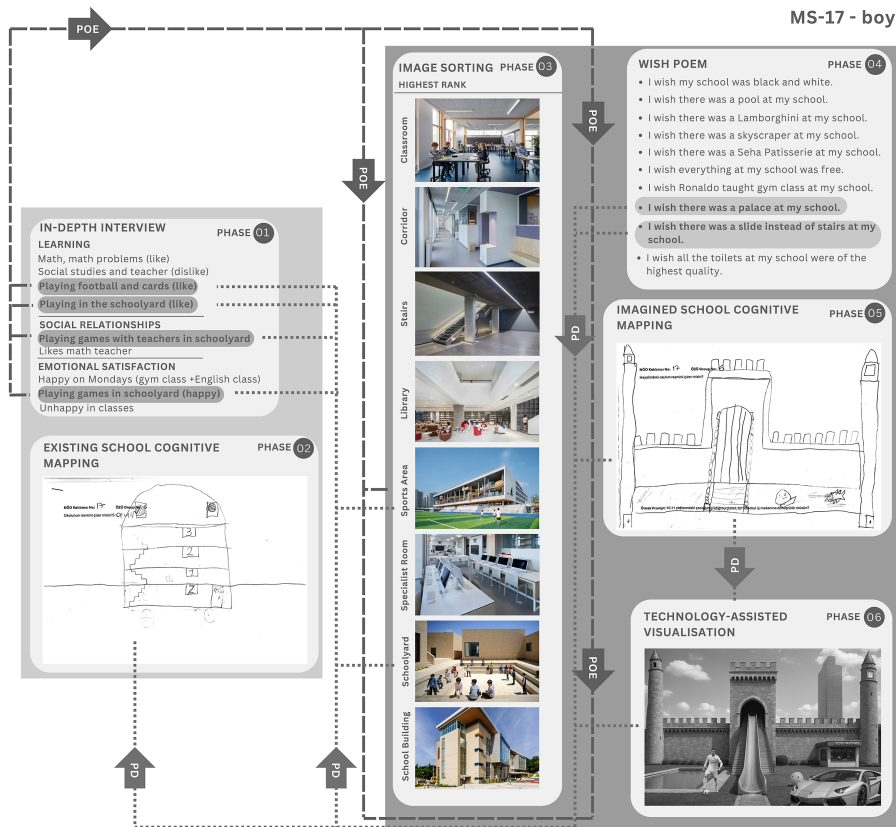 MS-17 - boy
POE
IN-DEPTH INTERVIEW
PHASE 01
LEARNING
Math, math problems (like)
Social studies and teacher (dislike)
Playing football and cards (like)
Playing in the schoolyard (like)
SOCIAL RELATIONSHIPS
Playing games with teachers in schoolyard
Likes math teacher
EMOTIONAL SATISFACTION
Happy on Mondays (gym class +English class)
Playing games in schoolyard (happy)
Unhappy in classes
EXISTING SCHOOL COGNITIVE
MAPPING
PHASE 02
17
3
2
1
Z
PD
PD
POE
IMAGE SORTING
PHASE 03
HIGHEST RANK
Classroom
Corridor
Stairs
Library
Sports Area
Specialist Room
Schoolyard
School Building
POE
PD
POE
WISH POEM
PHASE 04
• I wish my school was black and white.
• I wish there was a pool at my school.
• I wish there was a Lamborghini at my school.
• I wish there was a skyscraper at my school.
• I wish there was a Seha Patisserie at my school.
• I wish everything at my school was free.
• I wish Ronaldo taught gym class at my school.
• I wish there was a palace at my school.
• I wish there was a slide instead of stairs at my
school.
• I wish all the toilets at my school were of the
highest quality.
IMAGINED SCHOOL COGNITIVE
MAPPING
PHASE 05
17
PD
TECHNOLOGY-ASSISTED
VISUALISATION
PHASE 06